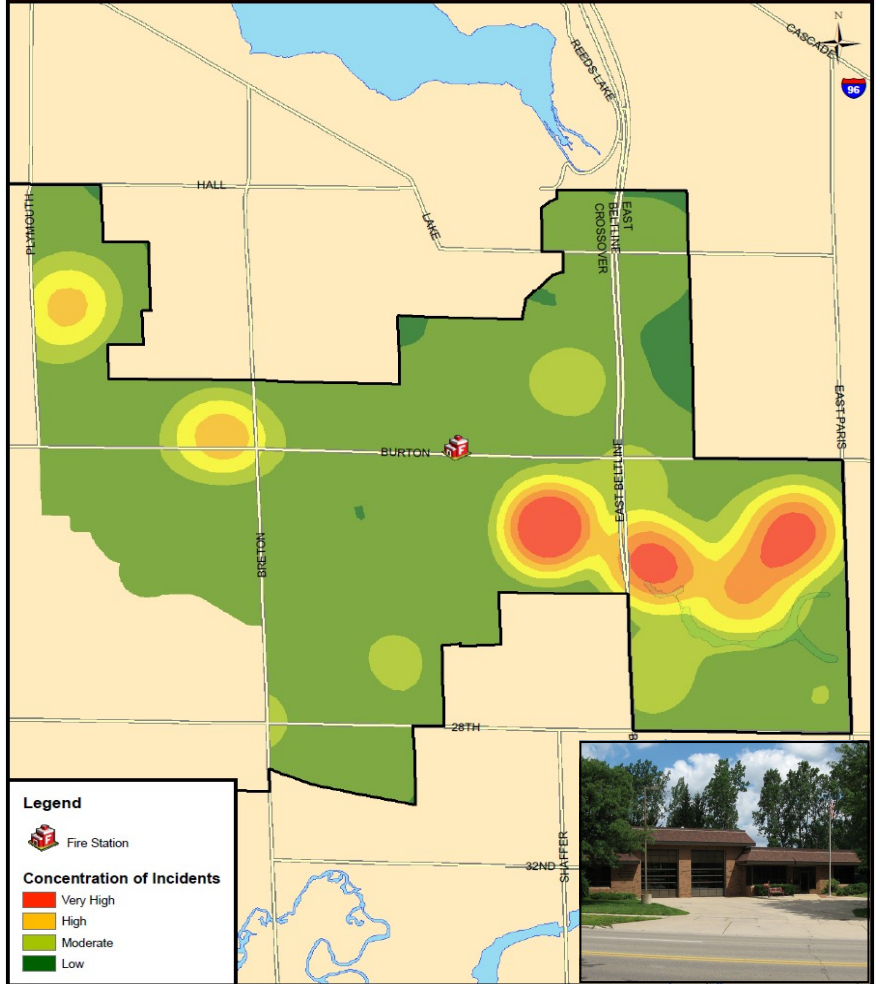 N
CASCADE
96
REEDS LAKE
HALL
PLYMOUTH
LAKE
EAST
BELTLINE
CROSSOVER
EAST PARIS
BURTON
EAST BELTLINE
BRETON
28TH
B
SHAFFER
32ND
Legend
F
Fire Station
Concentration of Incidents
Very High
High
Moderate
Low